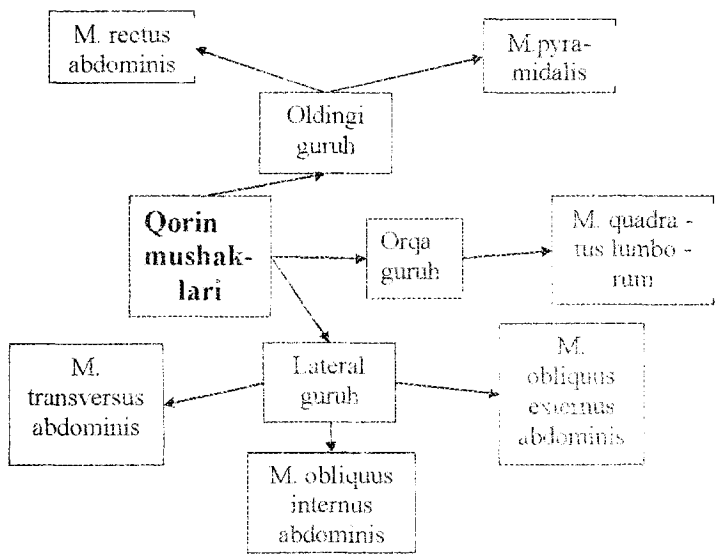 M. rectus
abdominis
M.pyra-
midalis
Oldingi
guruh
Qorin
mushak-
lari
Orqa
guruh
M. quadra -
tus lumbo -
rum
Lateral
guruh
M.
transversus
abdominis
M.
obliquus
externus
abdominis
M. obliquus
internus
abdominis